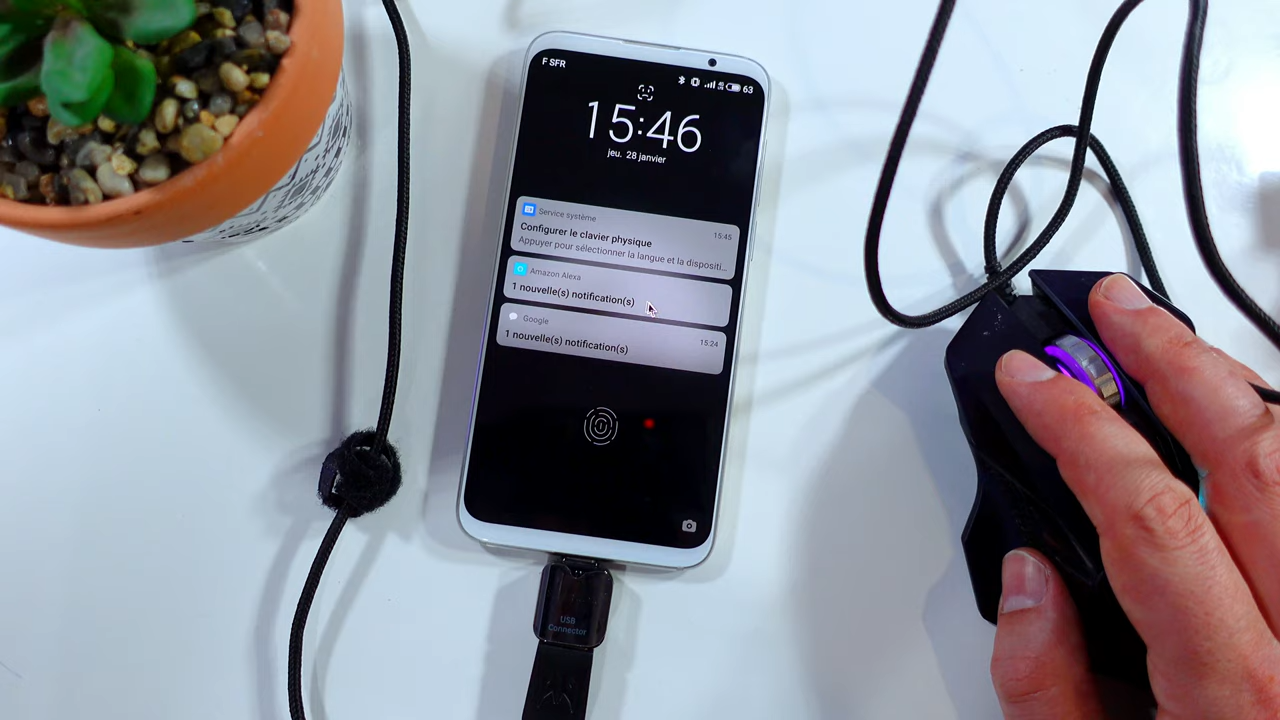 F SFR
63
15:46
jeu. 28 janvier
Service système
15:45
Configurer le clavier physique
Appuyer pour sélectionner la langue et la dispositi...
Amazon Alexa
1 nouvelle(s) notification(s)
Google
15:24
1 nouvelle(s) notification(s)
USB
Connector